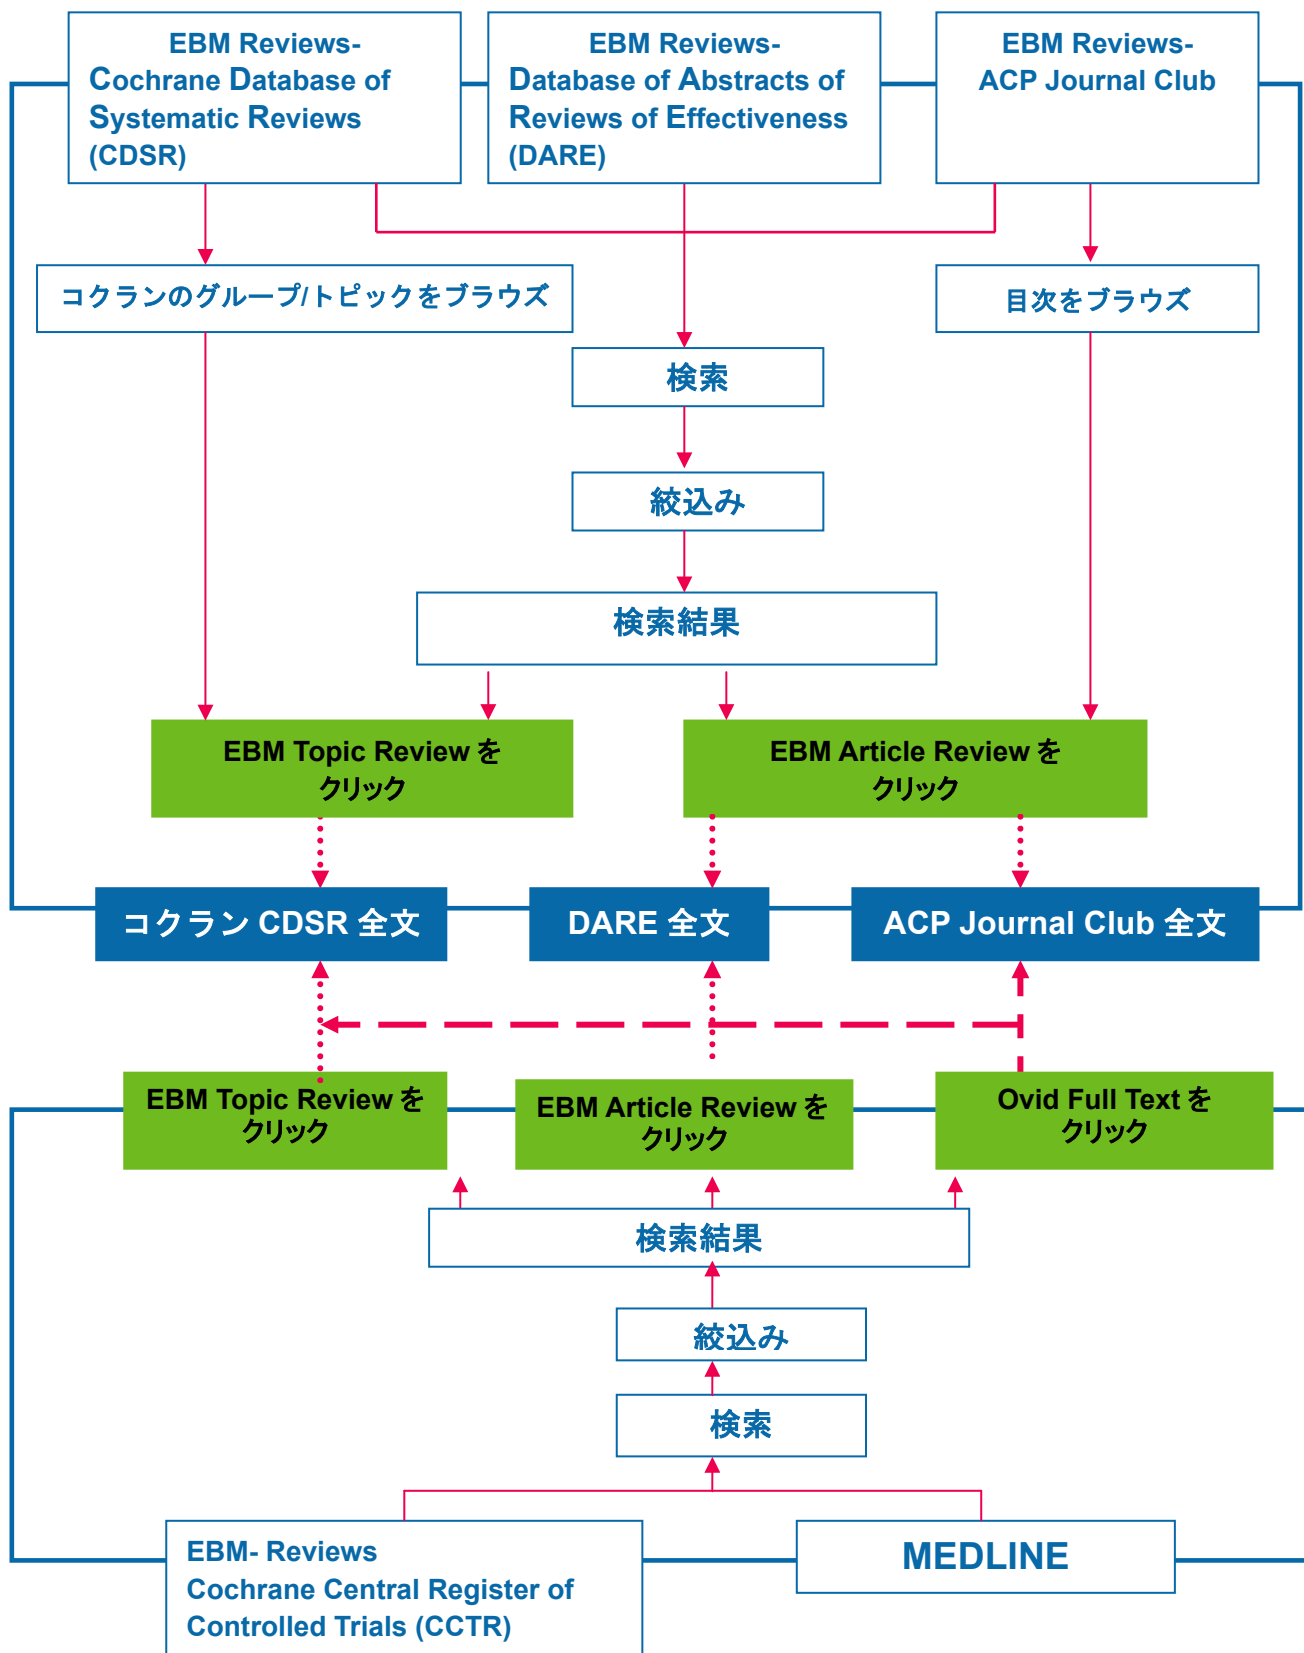 EBM Reviews-
Cochrane Database of
Systematic Reviews
(CDSR)
EBM Reviews-
Database of Abstracts of
Reviews of Effectiveness
(DARE)
EBM Reviews-
ACP Journal Club
コクランのグループ/トピックをブラウズ
目次をブラウズ
検索
絞込み
検索結果
EBM Topic Review を
クリック
EBM Article Review を
クリック
コクラン CDSR 全文
DARE 全文
ACP Journal Club 全文
EBM Topic Review を
クリック
EBM Article Review を
クリック
Ovid Full Text を
クリック
検索結果
絞込み
検索
EBM- Reviews
Cochrane Central Register of
Controlled Trials (CCTR)
MEDLINE